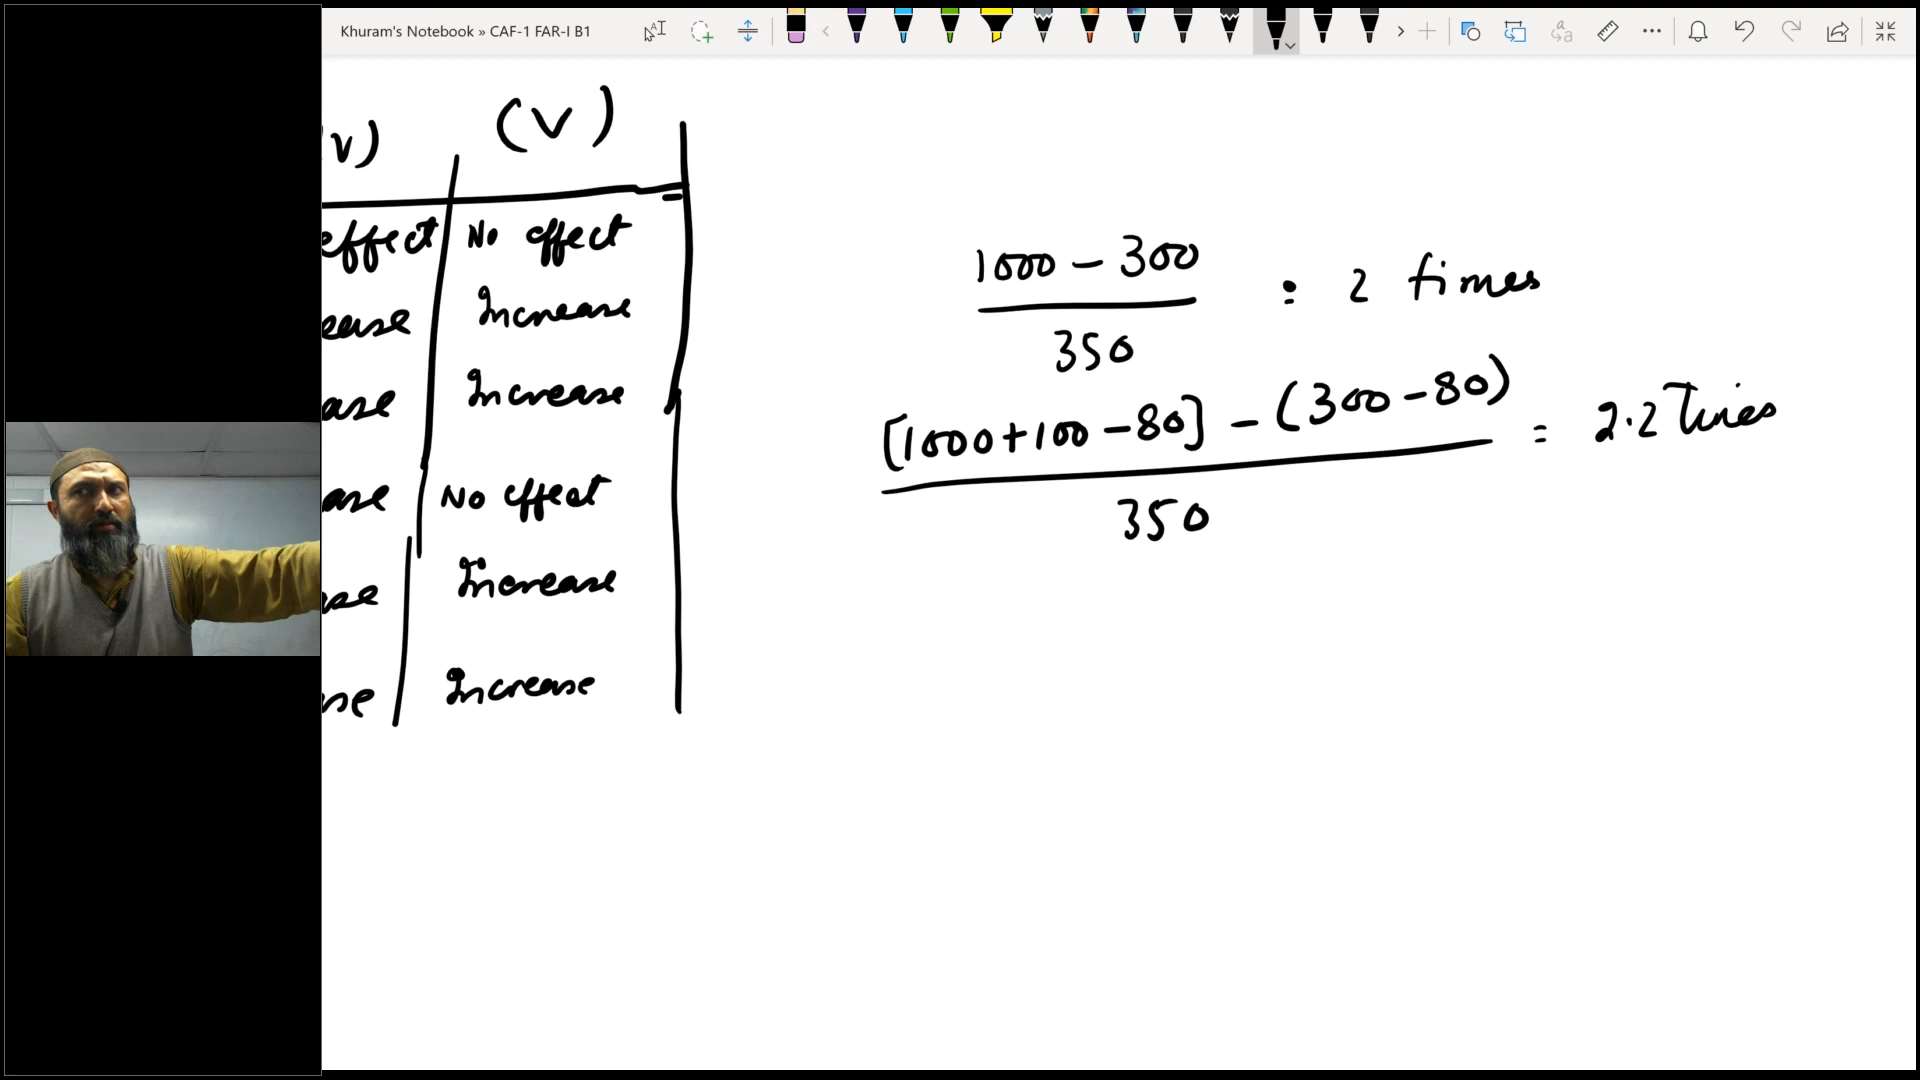 Khuram's Notebook » CAF-1 FAR-I B1
V) (V)
effect No effect
ease Increase
ase Increase
ase No effect
se Increase
se Increase
1000 - 300
350
= 2 times
[1000+100-80] - (300-80)
350
= 2.2 Times